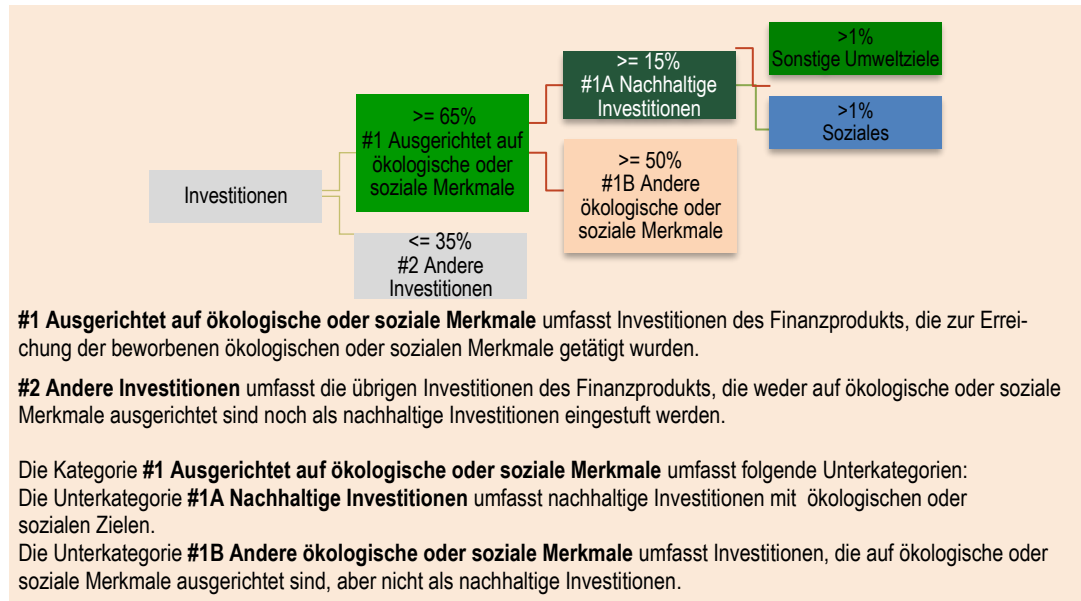 Investitionen
>= 65%
#1 Ausgerichtet auf
ökologische oder
soziale Merkmale
<= 35%
#2 Andere
Investitionen
>= 15%
#1A Nachhaltige
Investitionen
>= 50%
#1B Andere
ökologische oder
soziale Merkmale
>1%
Sonstige Umweltziele
>1%
Soziales
#1 Ausgerichtet auf ökologische oder soziale Merkmale umfasst Investitionen des Finanzprodukts, die zur Errei-
chung der beworbenen ökologischen oder sozialen Merkmale getätigt wurden.
#2 Andere Investitionen umfasst die übrigen Investitionen des Finanzprodukts, die weder auf ökologische oder soziale
Merkmale ausgerichtet sind noch als nachhaltige Investitionen eingestuft werden.
Die Kategorie #1 Ausgerichtet auf ökologische oder soziale Merkmale umfasst folgende Unterkategorien:
Die Unterkategorie #1A Nachhaltige Investitionen umfasst nachhaltige Investitionen mit ökologischen oder
sozialen Zielen.
Die Unterkategorie #1B Andere ökologische oder soziale Merkmale umfasst Investitionen, die auf ökologische oder
soziale Merkmale ausgerichtet sind, aber nicht als nachhaltige Investitionen.